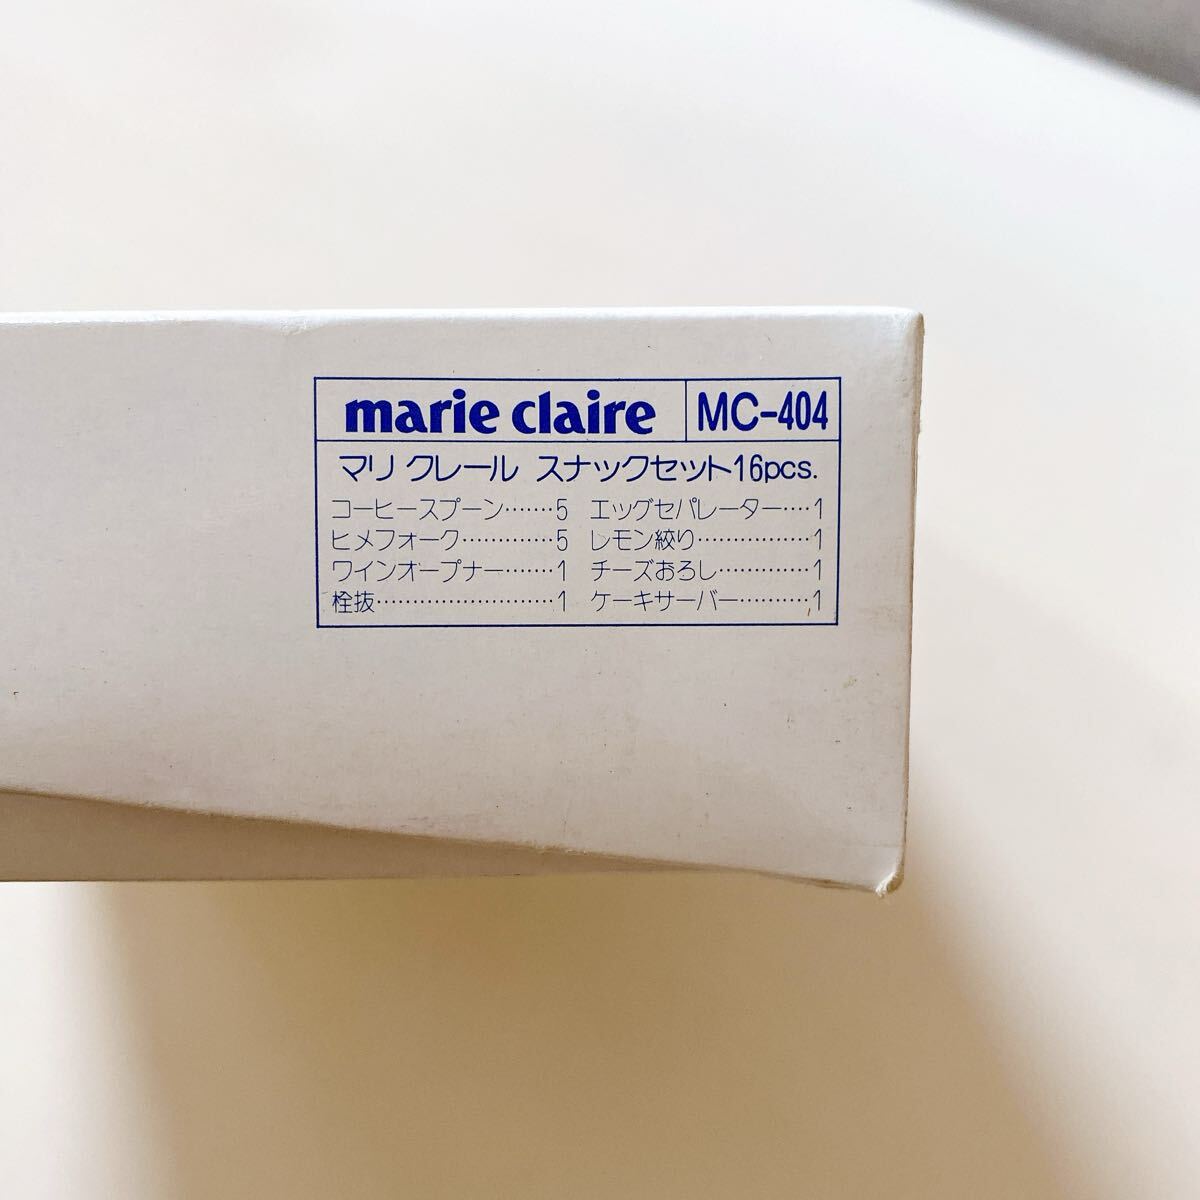 marie claire MC-404
マリ クレール スナックセット16pcs.
コーヒースプーン.......5 エッグセパレーター....1
ヒメフォーク.............5 レモン絞り................1
ワインオープナー.......1 チーズおろし.............1
栓抜.........................1 ケーキサーバー..........1